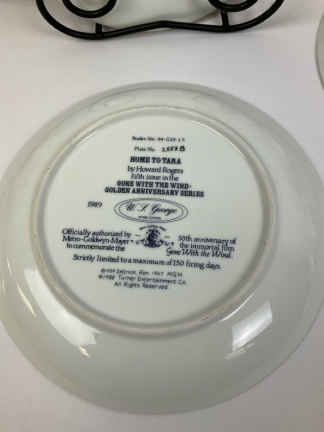 Plate No.
HOME TO TARA
by Howard Rogers
fifth issue in the
GONE WITH THE WIND:
GOLDEN ANNIVERSARY SERIES
1989
W. S. George
Officially authorized by
Metro-Goldwyn-Mayer
to commemorate the
50th anniversary of
the immortal film
Gone With the Wind.
Strictly limited to a maximum of 150 firing days.
© 1988 Turner Entertainment Co.
All Rights Reserved